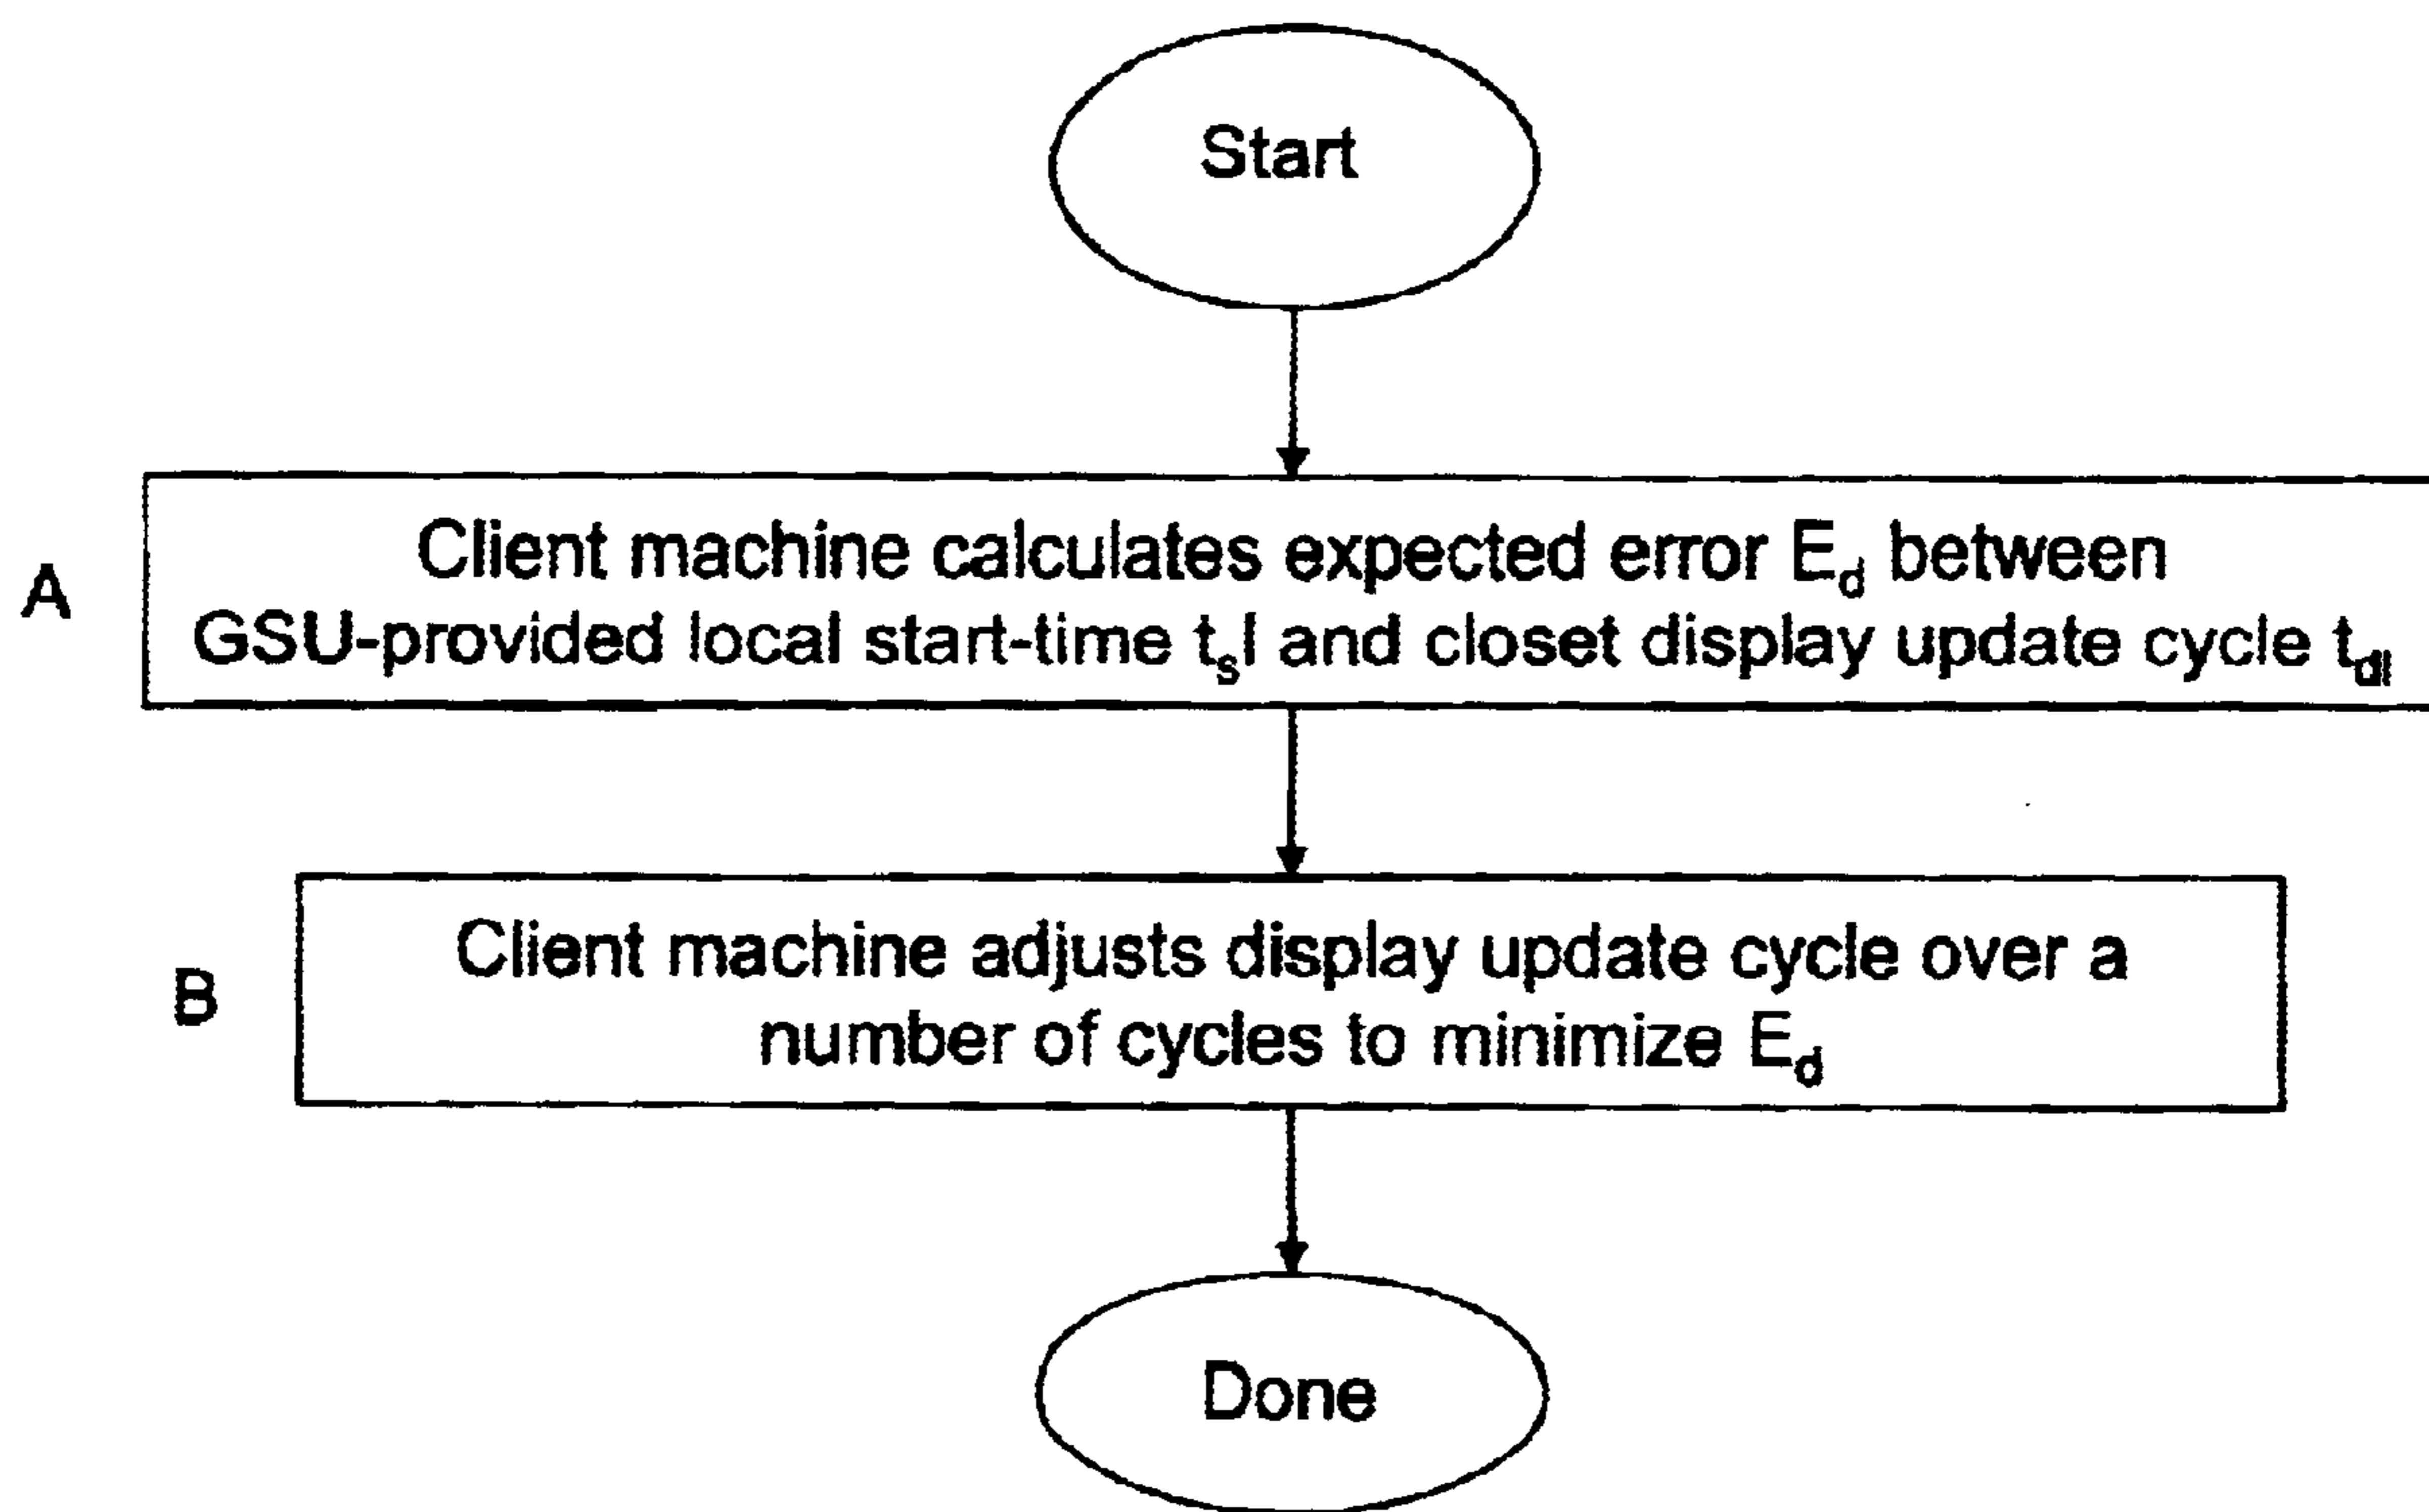 Start
A
Client machine calculates expected error E_d between
GSU-provided local start-time t_sl and closet display update cycle t_dl
B
Client machine adjusts display update cycle over a
number of cycles to minimize E_d
Done